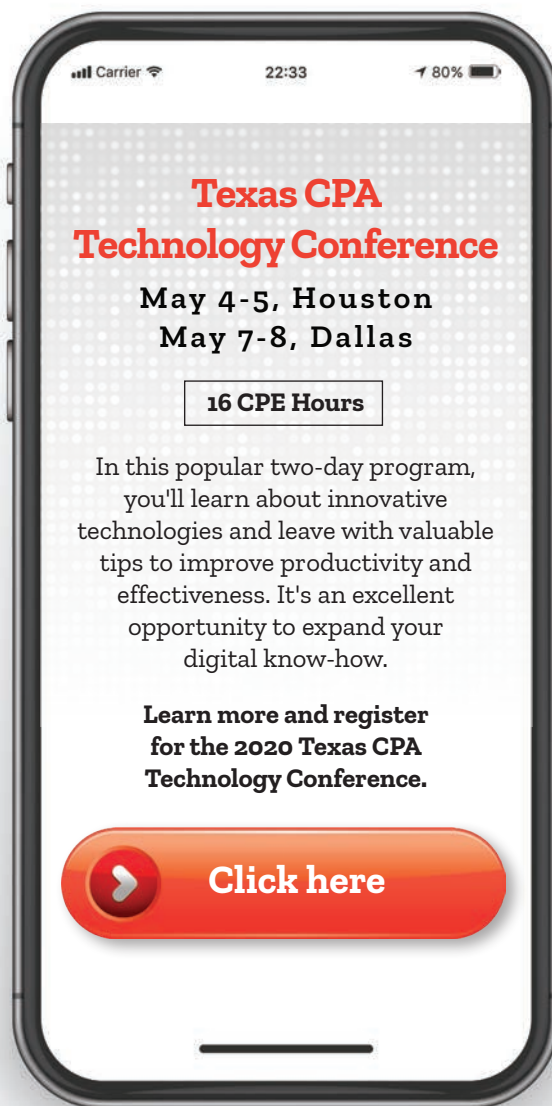 Carrier 22:33 80%
Texas CPA
Technology Conference
May 4-5, Houston
May 7-8, Dallas
16 CPE Hours
In this popular two-day program,
you'll learn about innovative
technologies and leave with valuable
tips to improve productivity and
effectiveness. It's an excellent
opportunity to expand your
digital know-how.
Learn more and register
for the 2020 Texas CPA
Technology Conference.
Click here